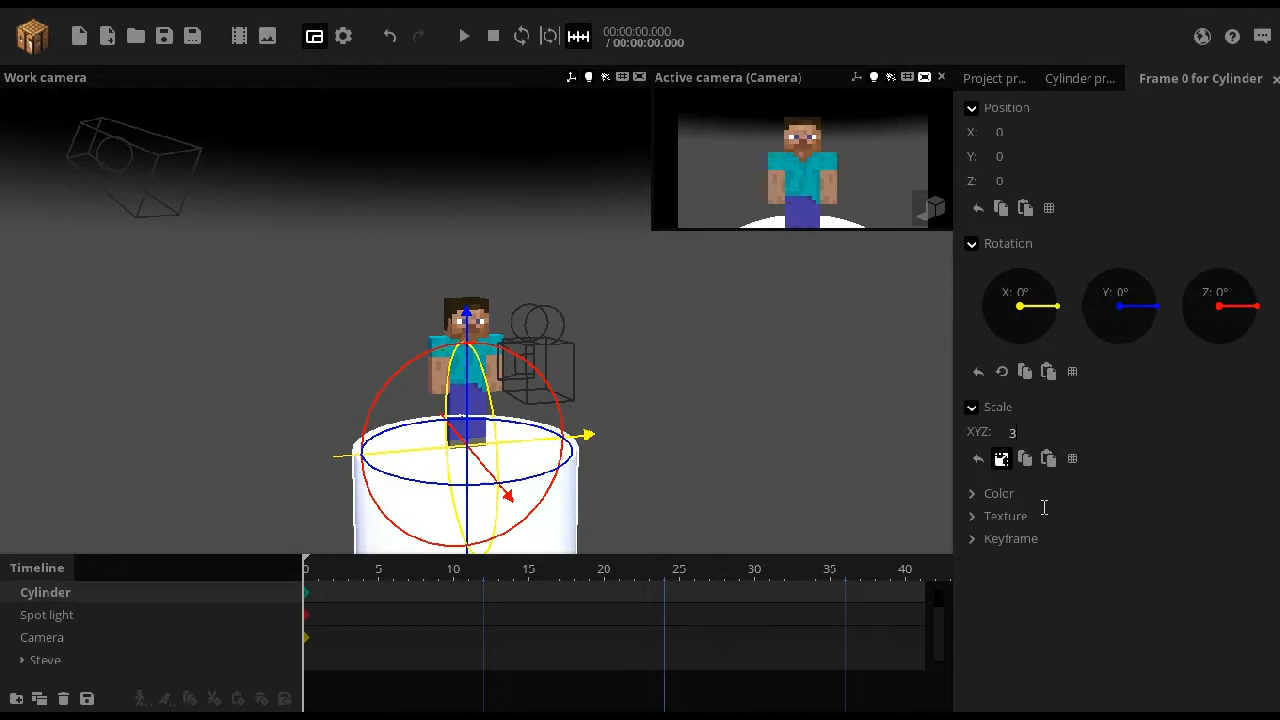 00:00:00.000
/ 00:00:00.000
Work camera
Active camera (Camera)
Project pr...
Cylinder pr...
Frame 0 for Cylinder
Position
X: 0
Y: 0
Z: 0
Rotation
X: 0°
Y: 0°
Z: 0°
Scale
XYZ: 3
Color
Texture
Keyframe
Timeline
0 5 10 15 20 25 30 35 40
Cylinder
Spot light
Camera
Steve